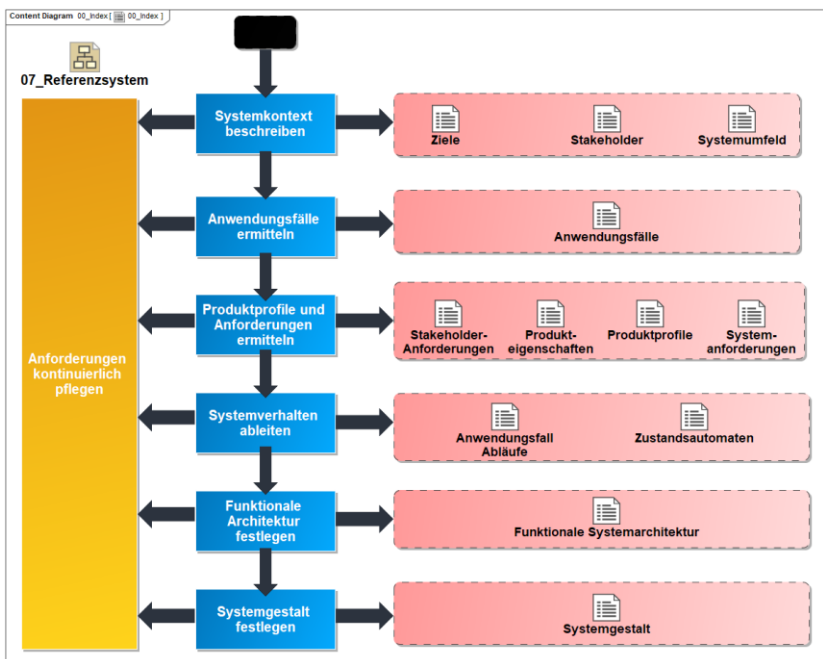 Content Diagram 00_Index [ 00_Index ]
07_Referenzsystem
Systemkontext
beschreiben
Ziele
Stakeholder
Systemumfeld
Anwendungsfälle
ermitteln
Anwendungsfälle
Produktprofile und
Anforderungen
ermitteln
Stakeholder-
Anforderungen
Produkt-
eigenschaften
Produktprofile
System-
anforderungen
Anforderungen
kontinuierlich
pflegen
Systemverhalten
ableiten
Anwendungsfall
Abläufe
Zustandsautomaten
Funktionale
Architektur
festlegen
Funktionale Systemarchitektur
Systemgestalt
festlegen
Systemgestalt